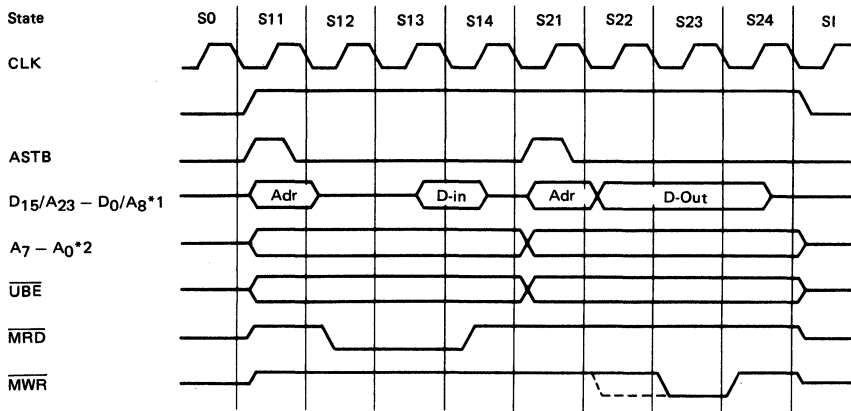 State S0 S11 S12 S13 S14 S21 S22 S23 S24 SI
CLK
ASTB
D15/A23 – D0/A8*1 Adr D-in Adr D-Out
A7 – A0*2
UBE
MRD
MWR